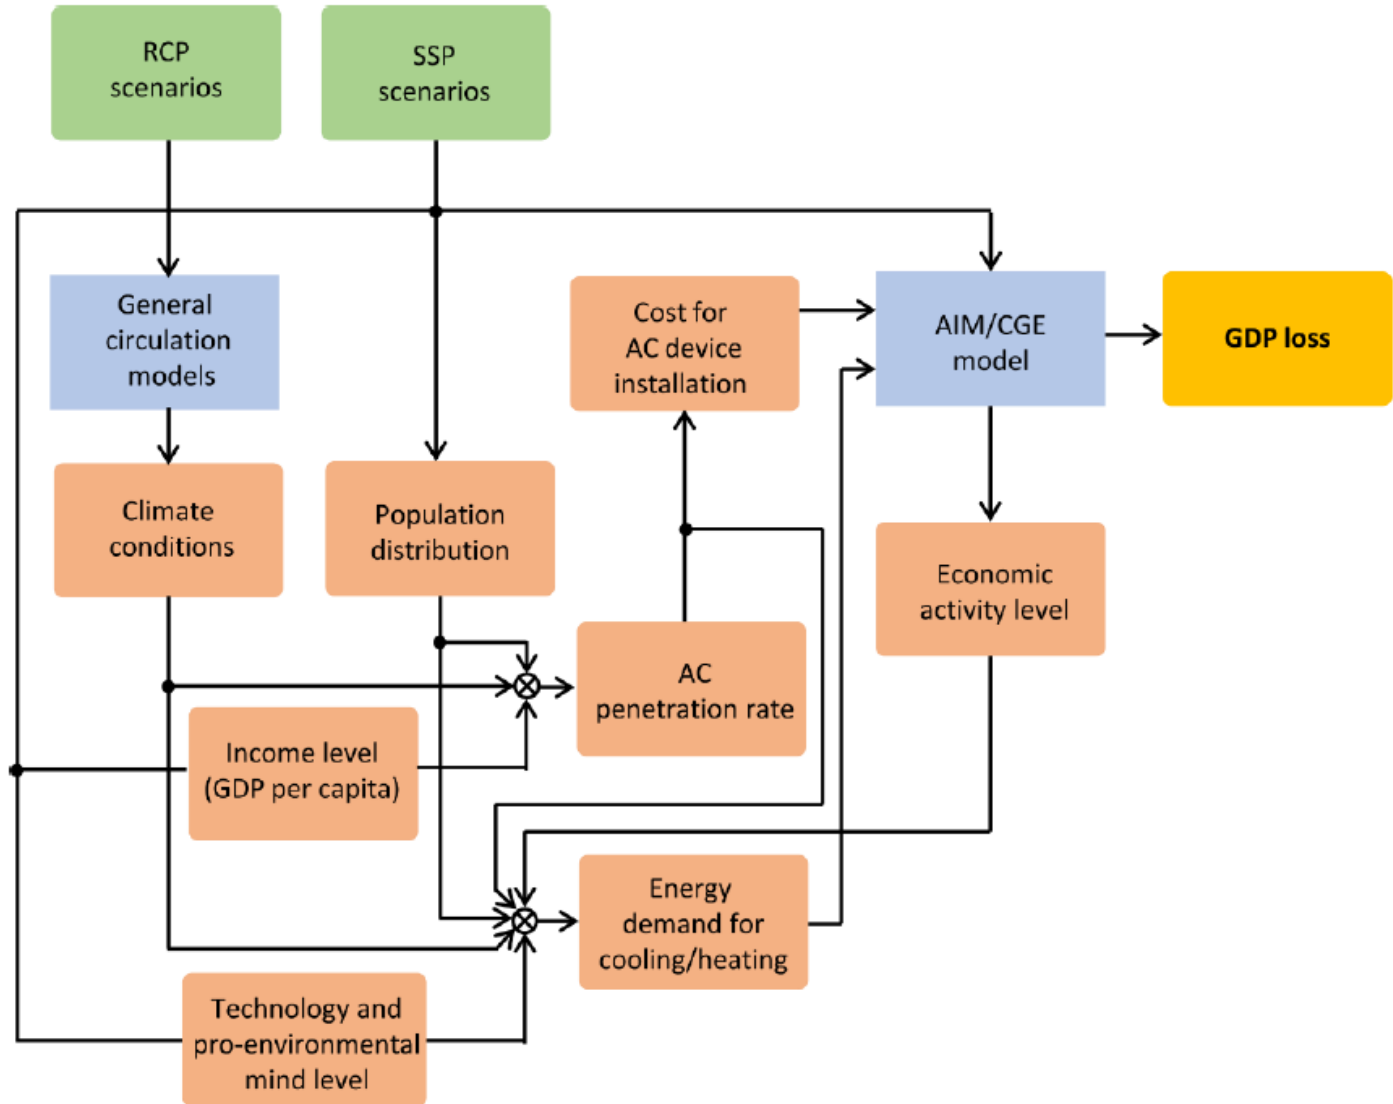 RCP
scenarios
SSP
scenarios
General
circulation
models
Cost for
AC device
installation
AIM/CGE
model
GDP loss
Climate
conditions
Population
distribution
Economic
activity level
AC
penetration rate
Income level
(GDP per capita)
Energy
demand for
cooling/heating
Technology and
pro-environmental
mind level